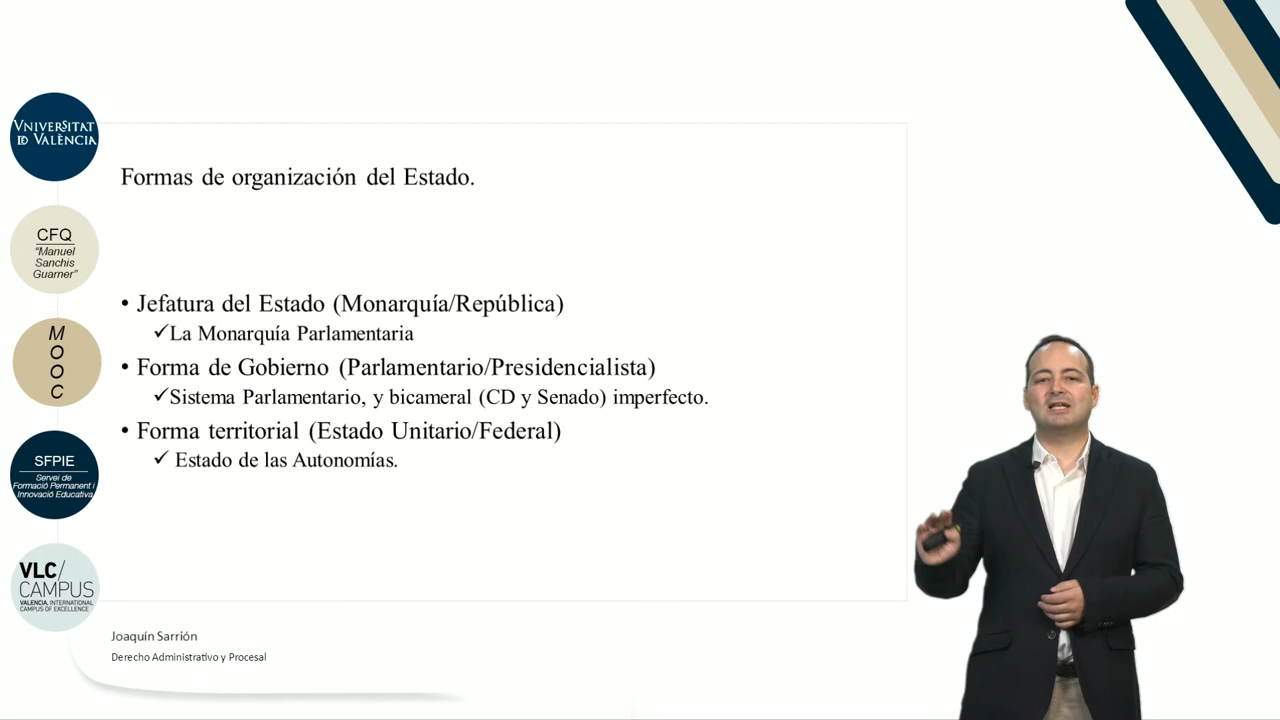 VNIVERSITAT
ID VALÈNCIA
CFQ
“Manuel
Sanchis
Guarner”
M
O
O
C
SFPIE
Servei de
Formació Permanent i
Innovació Educativa
VLC/
CAMPUS
VALENCIA, INTERNATIONAL
CAMPUS OF EXCELLENCE
Formas de organización del Estado.
• Jefatura del Estado (Monarquía/República)
✓La Monarquía Parlamentaria
• Forma de Gobierno (Parlamentario/Presidencialista)
✓Sistema Parlamentario, y bicameral (CD y Senado) imperfecto.
• Forma territorial (Estado Unitario/Federal)
✓ Estado de las Autonomías.
Joaquín Sarrión
Derecho Administrativo y Procesal